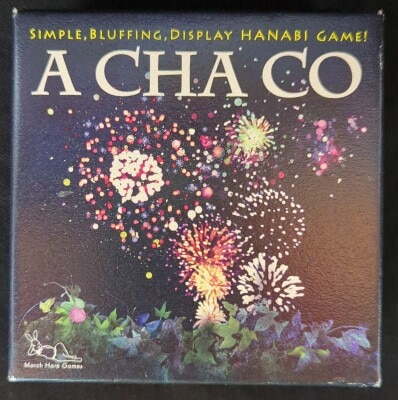 SIMPLE, BLUFFING, DISPLAY HANABI GAME!
A CHA CO
March Hare Games